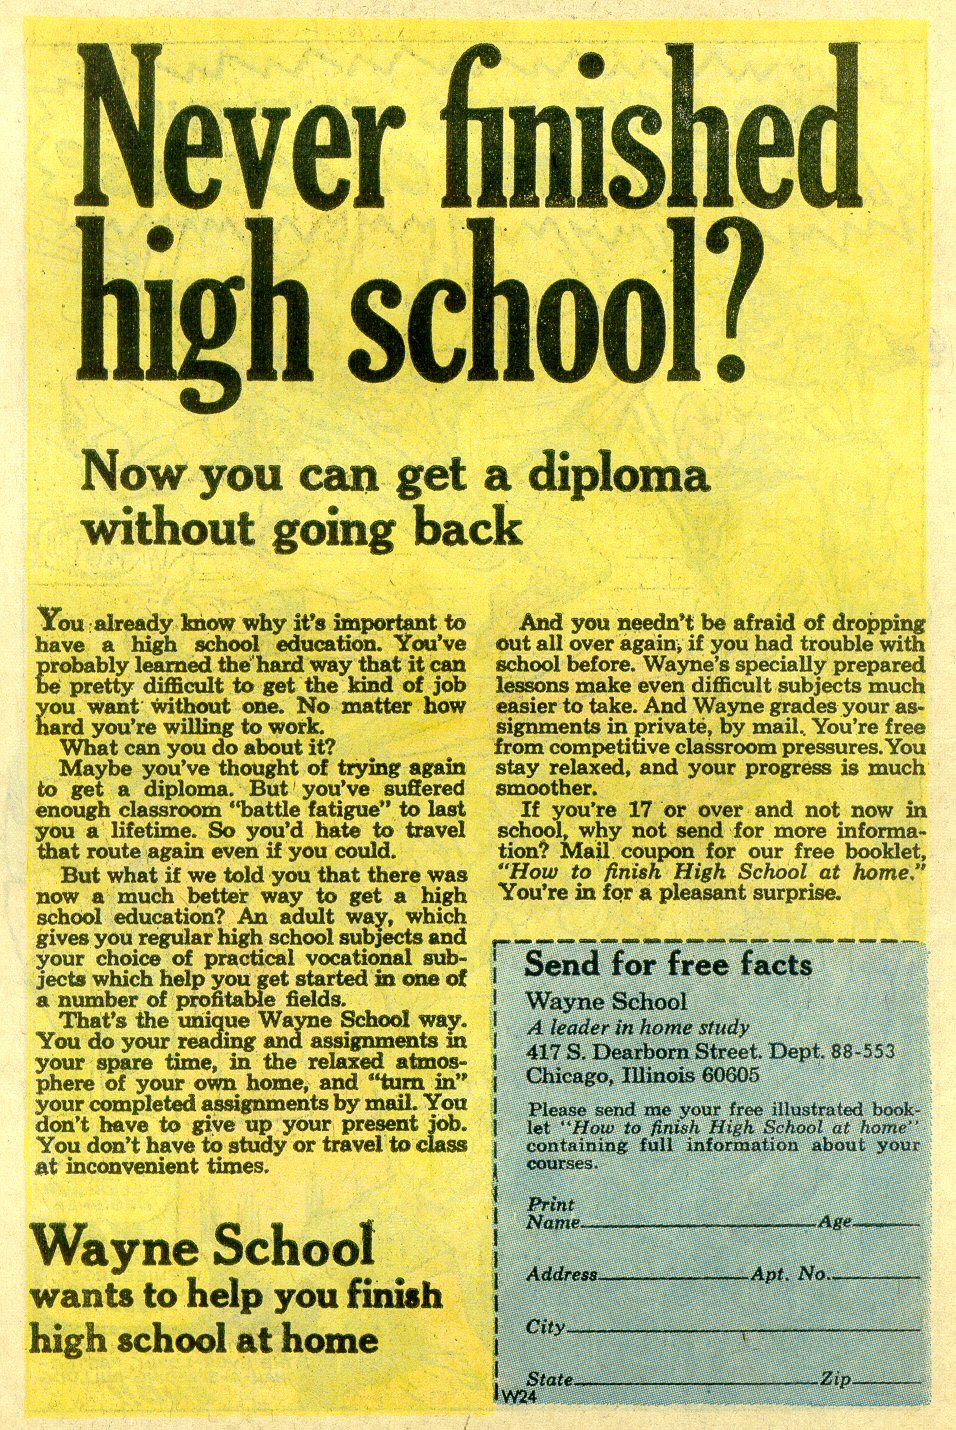 Never finished
high school?
Now you can get a diploma
without going back
You already know why it's important to
have a high school education. You've
probably learned the hard way that it can
be pretty difficult to get the kind of job
you want without one. No matter how
hard you're willing to work.
What can you do about it?
Maybe you've thought of trying again
to get a diploma. But you've suffered
enough classroom "battle fatigue" to last
you a lifetime. So you'd hate to travel
that route again even if you could.
But what if we told you that there was
now a much better way to get a high
school education? An adult way, which
gives you regular high school subjects and
your choice of practical vocational sub-
jects which help you get started in one of
a number of profitable fields.
That's the unique Wayne School way.
You do your reading and assignments in
your spare time, in the relaxed atmos-
phere of your own home, and "turn in"
your completed assignments by mail. You
don't have to give up your present job.
You don't have to study or travel to class
at inconvenient times.
Wayne School
wants to help you finish
high school at home
And you needn't be afraid of dropping
out all over again, if you had trouble with
school before. Wayne's specially prepared
lessons make even difficult subjects much
easier to take. And Wayne grades your as-
signments in private, by mail. You're free
from competitive classroom pressures. You
stay relaxed, and your progress is much
smoother.
If you're 17 or over and not now in
school, why not send for more informa-
tion? Mail coupon for our free booklet,
"How to finish High School at home."
You're in for a pleasant surprise.
Send for free facts
Wayne School
A leader in home study
417 S. Dearborn Street. Dept. 88-553
Chicago, Illinois 60605
Please send me your free illustrated book-
let "How to finish High School at home"
containing full information about your
courses.
Print
Name Age
Address Apt. No.
City
State Zip
W24